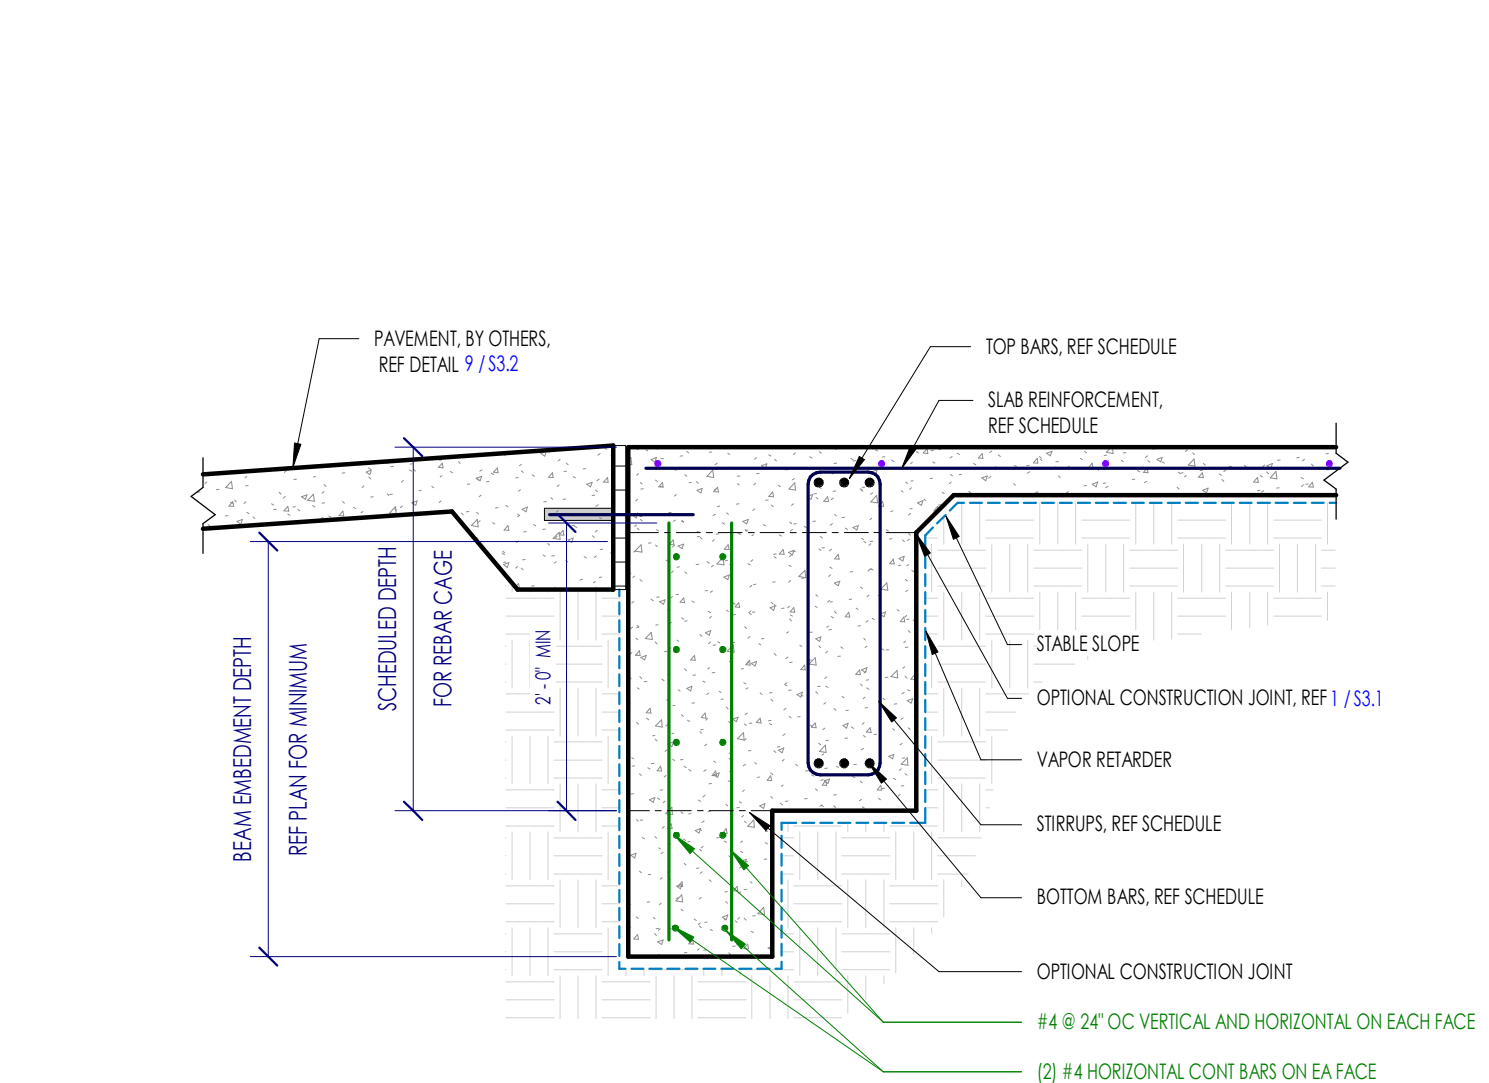 PAVEMENT, BY OTHERS,
REF DETAIL 9 / S3.2
TOP BARS, REF SCHEDULE
SLAB REINFORCEMENT,
REF SCHEDULE
BEAM EMBEDMENT DEPTH
REF PLAN FOR MINIMUM
SCHEDULED DEPTH
FOR REBAR CAGE
2' - 0" MIN
STABLE SLOPE
OPTIONAL CONSTRUCTION JOINT, REF 1 / S3.1
VAPOR RETARDER
STIRRUPS, REF SCHEDULE
BOTTOM BARS, REF SCHEDULE
OPTIONAL CONSTRUCTION JOINT
#4 @ 24" OC VERTICAL AND HORIZONTAL ON EACH FACE
(2) #4 HORIZONTAL CONT BARS ON EA FACE